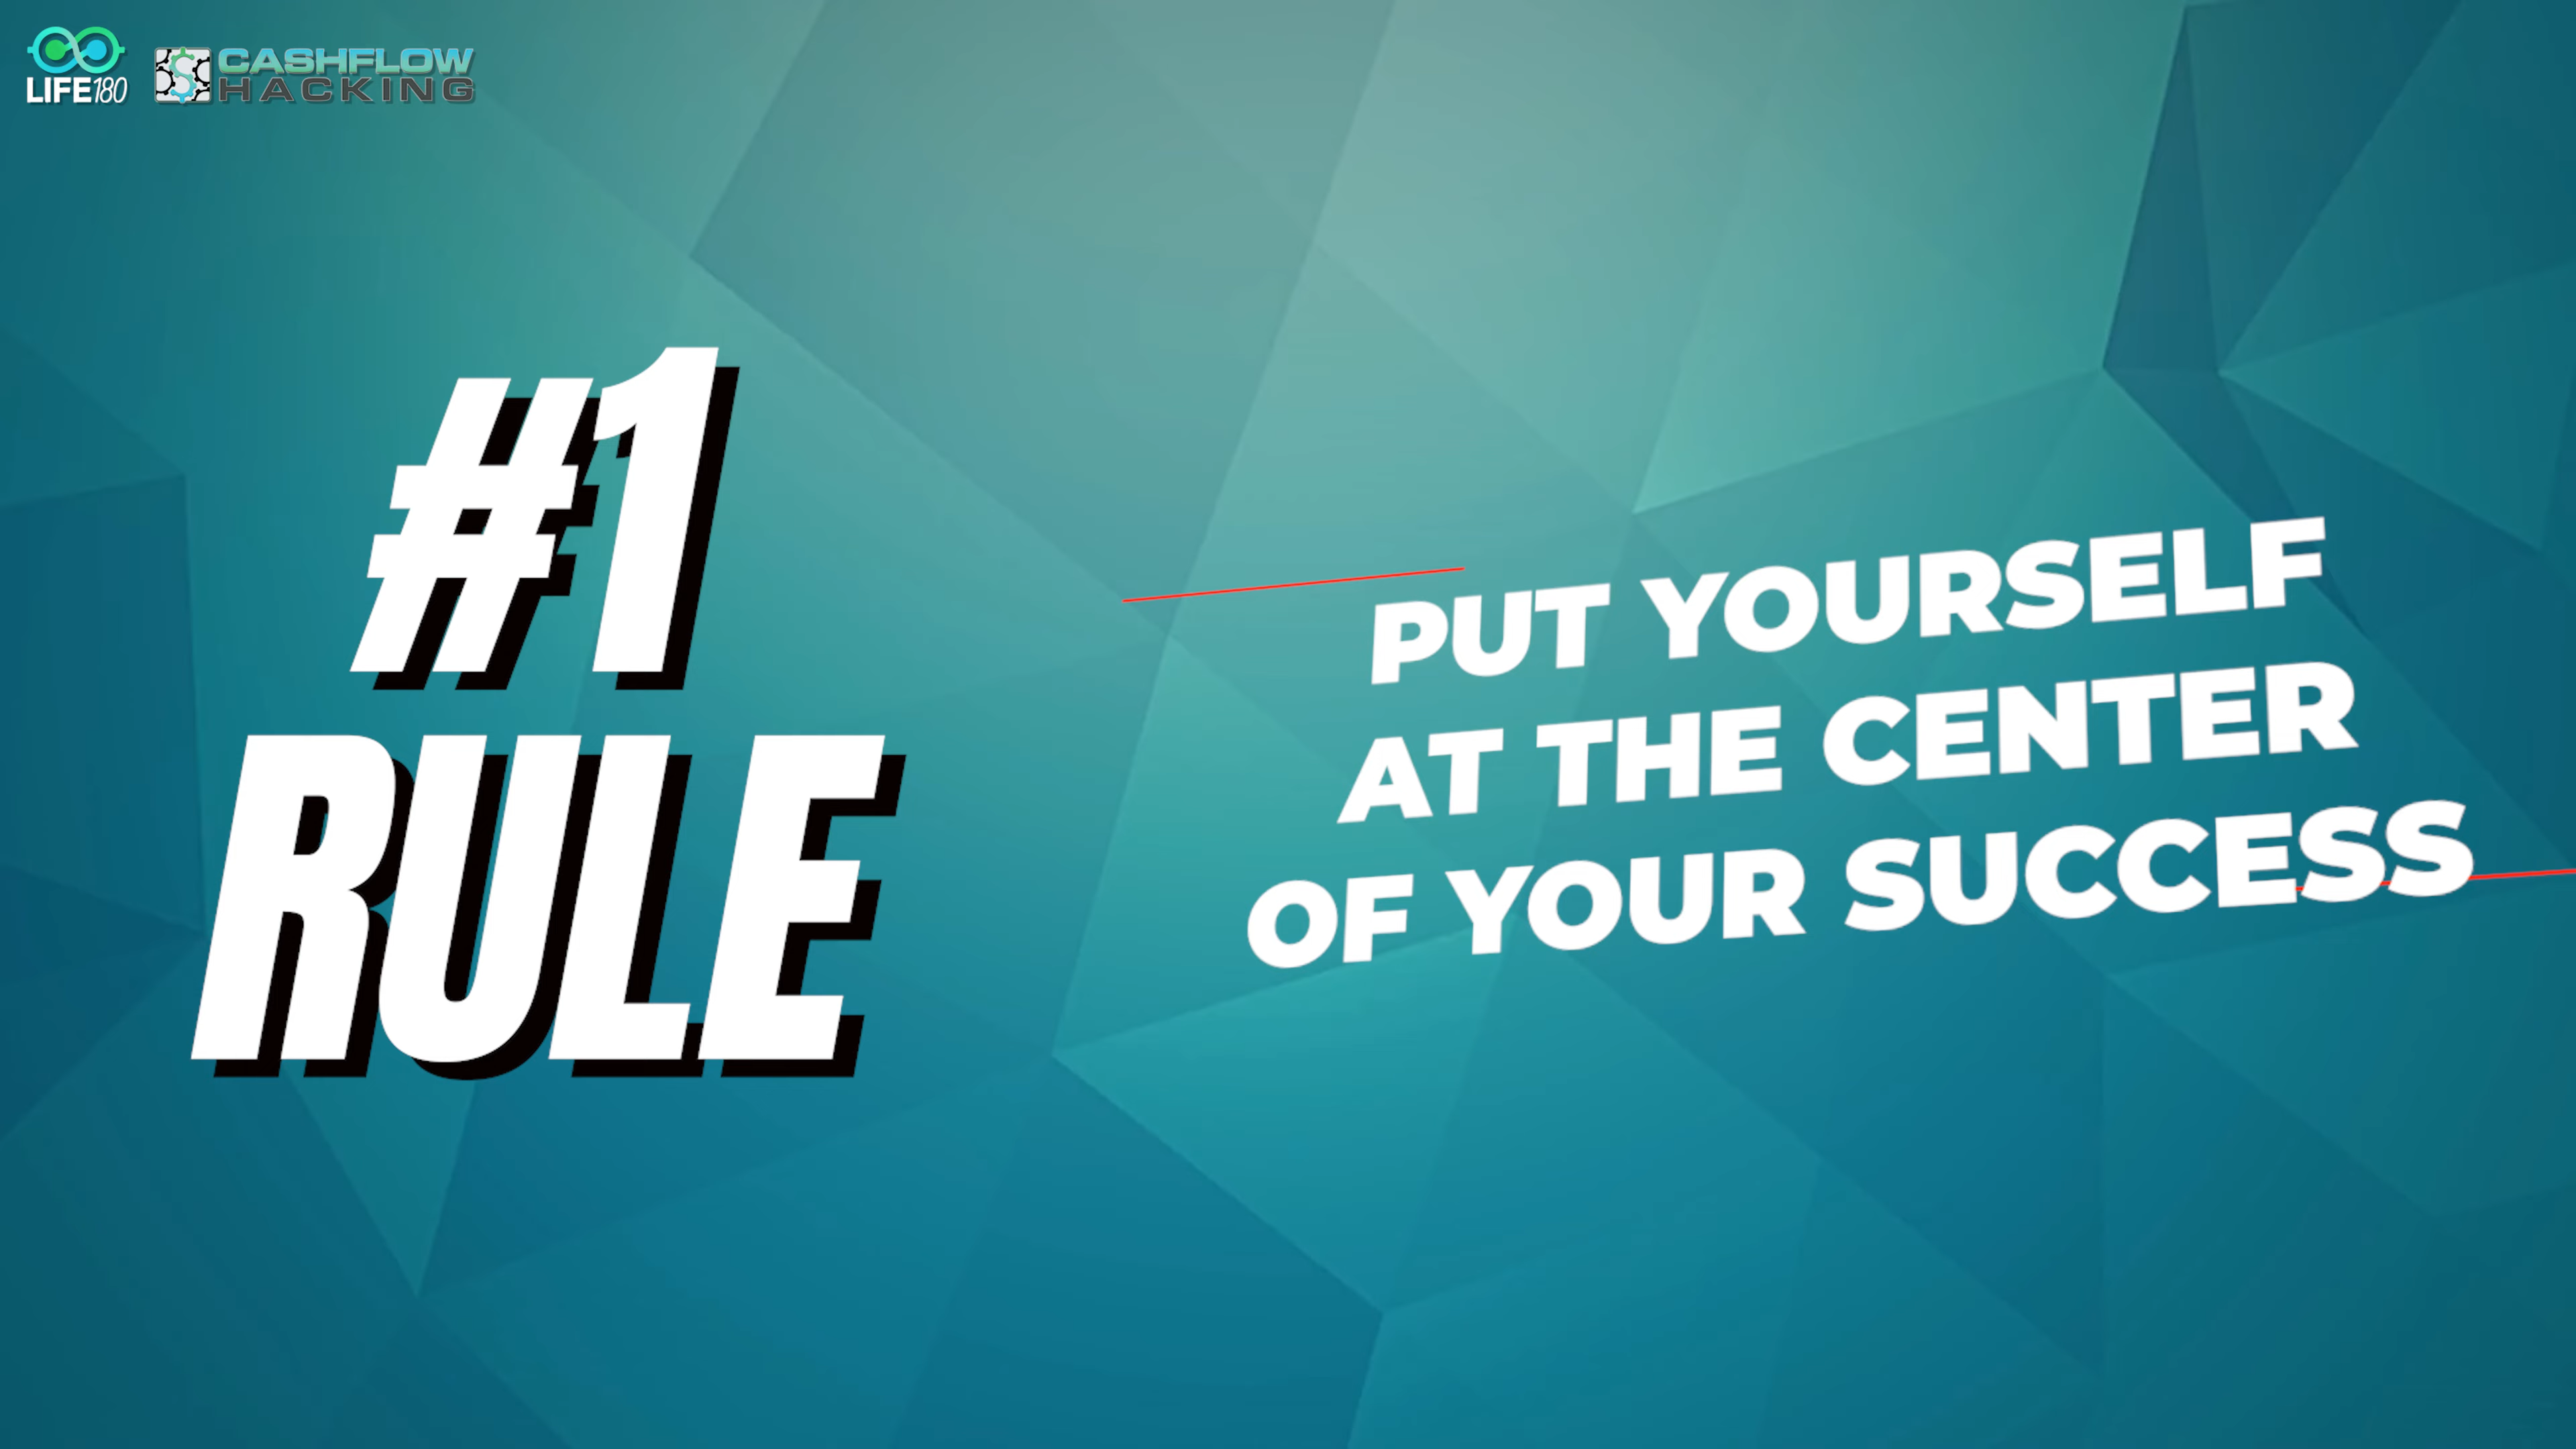 LIFE180
CASHFLOW
HACKING
#1
RULE
PUT YOURSELF
AT THE CENTER
OF YOUR SUCCESS